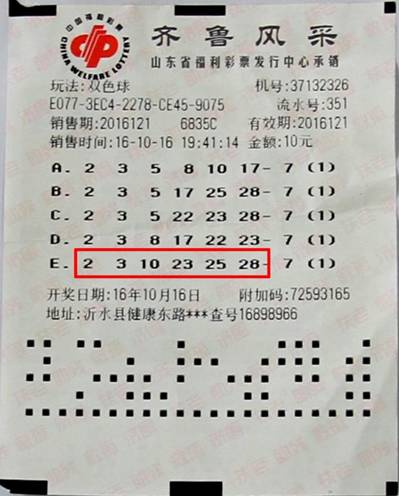 中国福利彩票
CHINA WELFARE LOTTERY
齐鲁风采
山东省福利彩票发行中心承销
玩法:双色球 机号:37132326
E077-3EC4-2278-CE45-9075 流水号:351
销售期:2016121 6835C 有效期:2016121
销售时间:16-10-16 19:41:14 金额:10元
A. 2 3 5 8 10 17- 7 (1)
B. 2 3 5 17 25 28- 7 (1)
C. 2 3 5 22 23 28- 7 (1)
D. 2 3 8 17 22 23- 7 (1)
E. 2 3 10 23 25 28- 7 (1)
开奖日期:16年10月16日 附加码:72593165
地址:沂水县健康东路***查号16898966